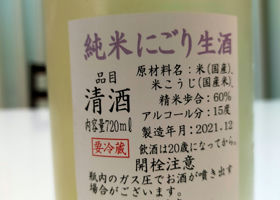 純米にごり生酒
品目
清酒
内容量720ml
要冷蔵
原材料名：米(国産)、
米こうじ(国産米)
精米歩合：60%
アルコール分：15度
製造年月：2021.12
飲酒は20歳になってから。
開栓注意
瓶内のガス圧でお酒が噴き出す
場合がございます。